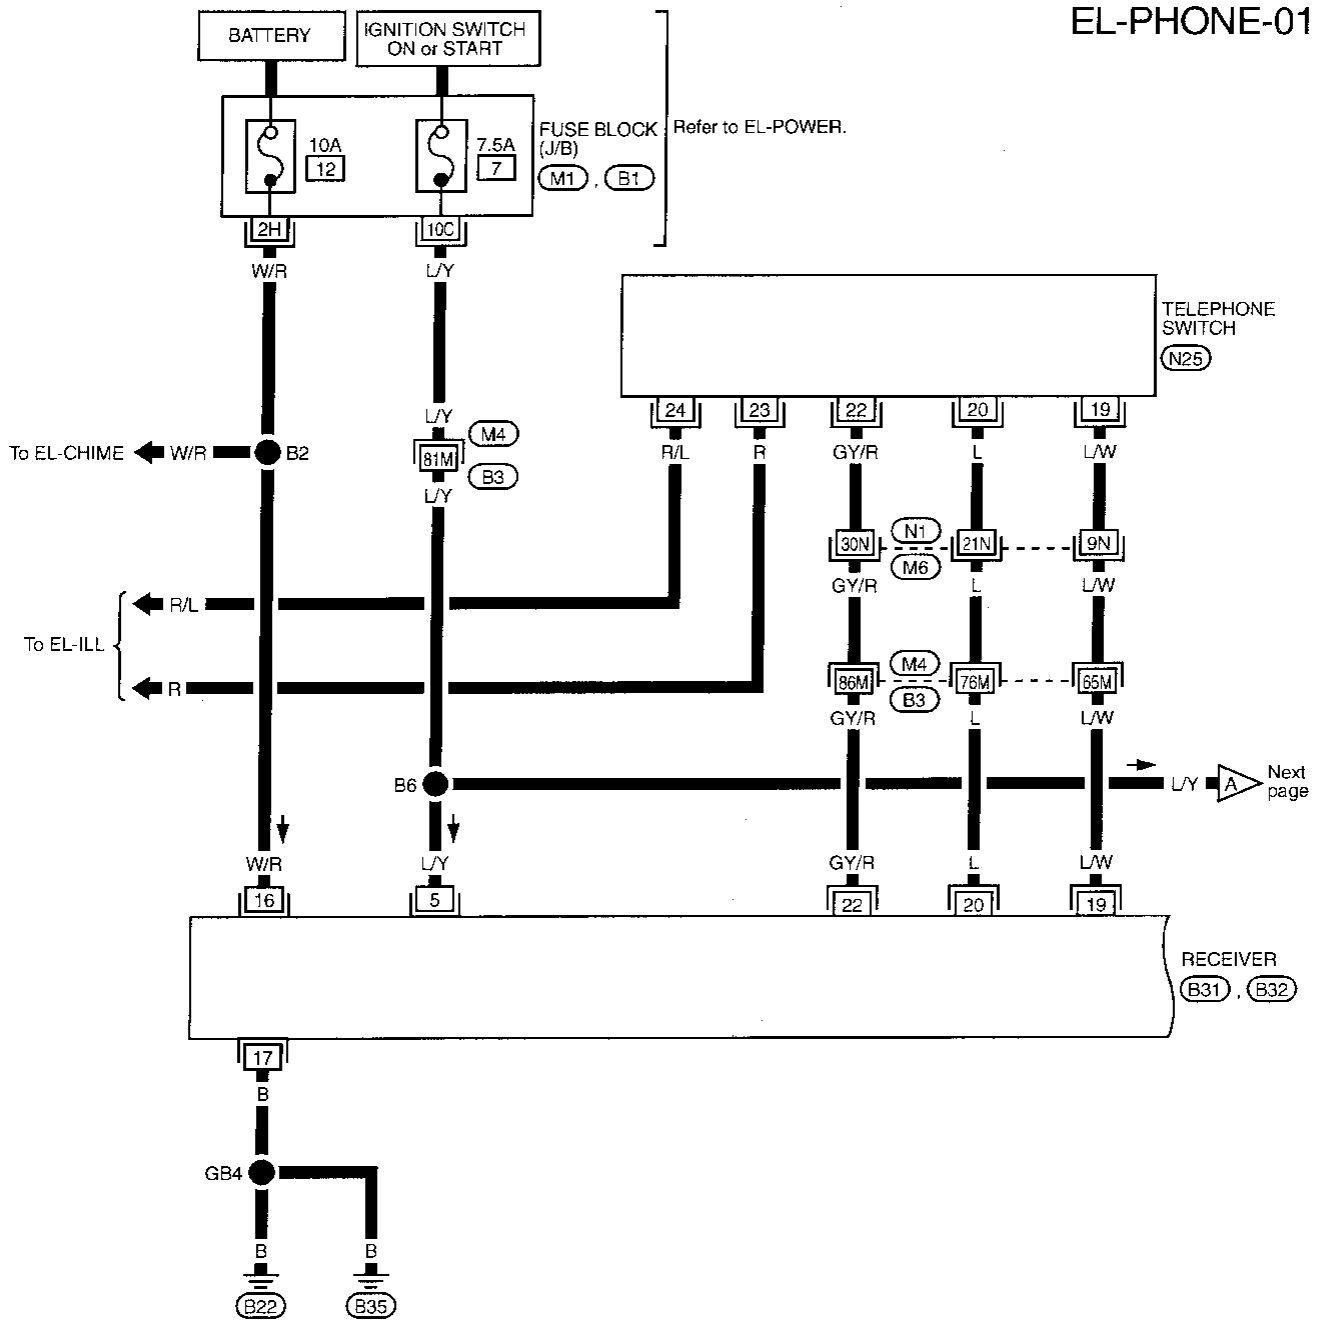 EL-PHONE-01
BATTERY
IGNITION SWITCH
ON or START
10A
12
7.5A
7
FUSE BLOCK
(J/B)
M1 , B1
Refer to EL-POWER.
2H
10C
W/R
L/Y
TELEPHONE
SWITCH
N25
24
23
22
20
19
R/L
R
GY/R
L
L/W
To EL-CHIME
W/R
B2
L/Y
M4
81M
B3
L/Y
N1
30N
21N
9N
M6
GY/R
L
L/W
To EL-ILL
R/L
R
M4
86M
76M
65M
B3
GY/R
L
L/W
B6
L/Y
A
Next
page
W/R
L/Y
GY/R
L
L/W
16
5
22
20
19
RECEIVER
B31 , B32
17
B
GB4
B
B
B22
B35